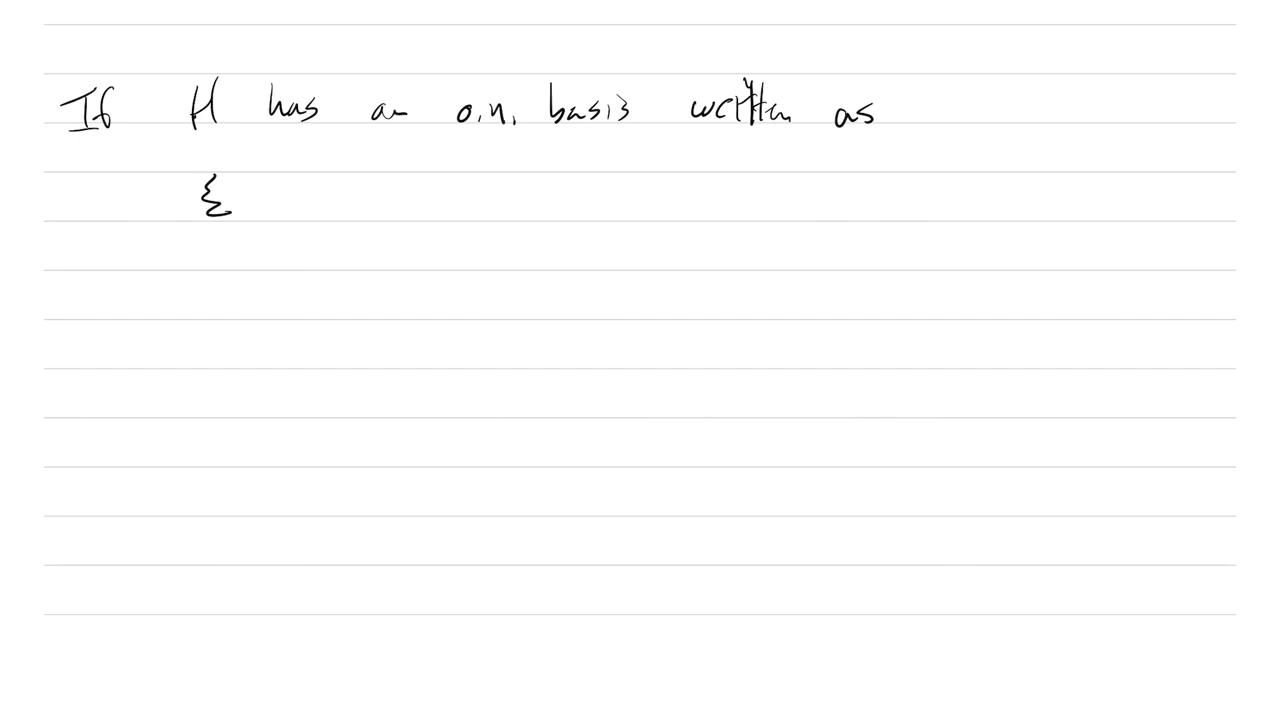 If H has an o.n. basis written as
{